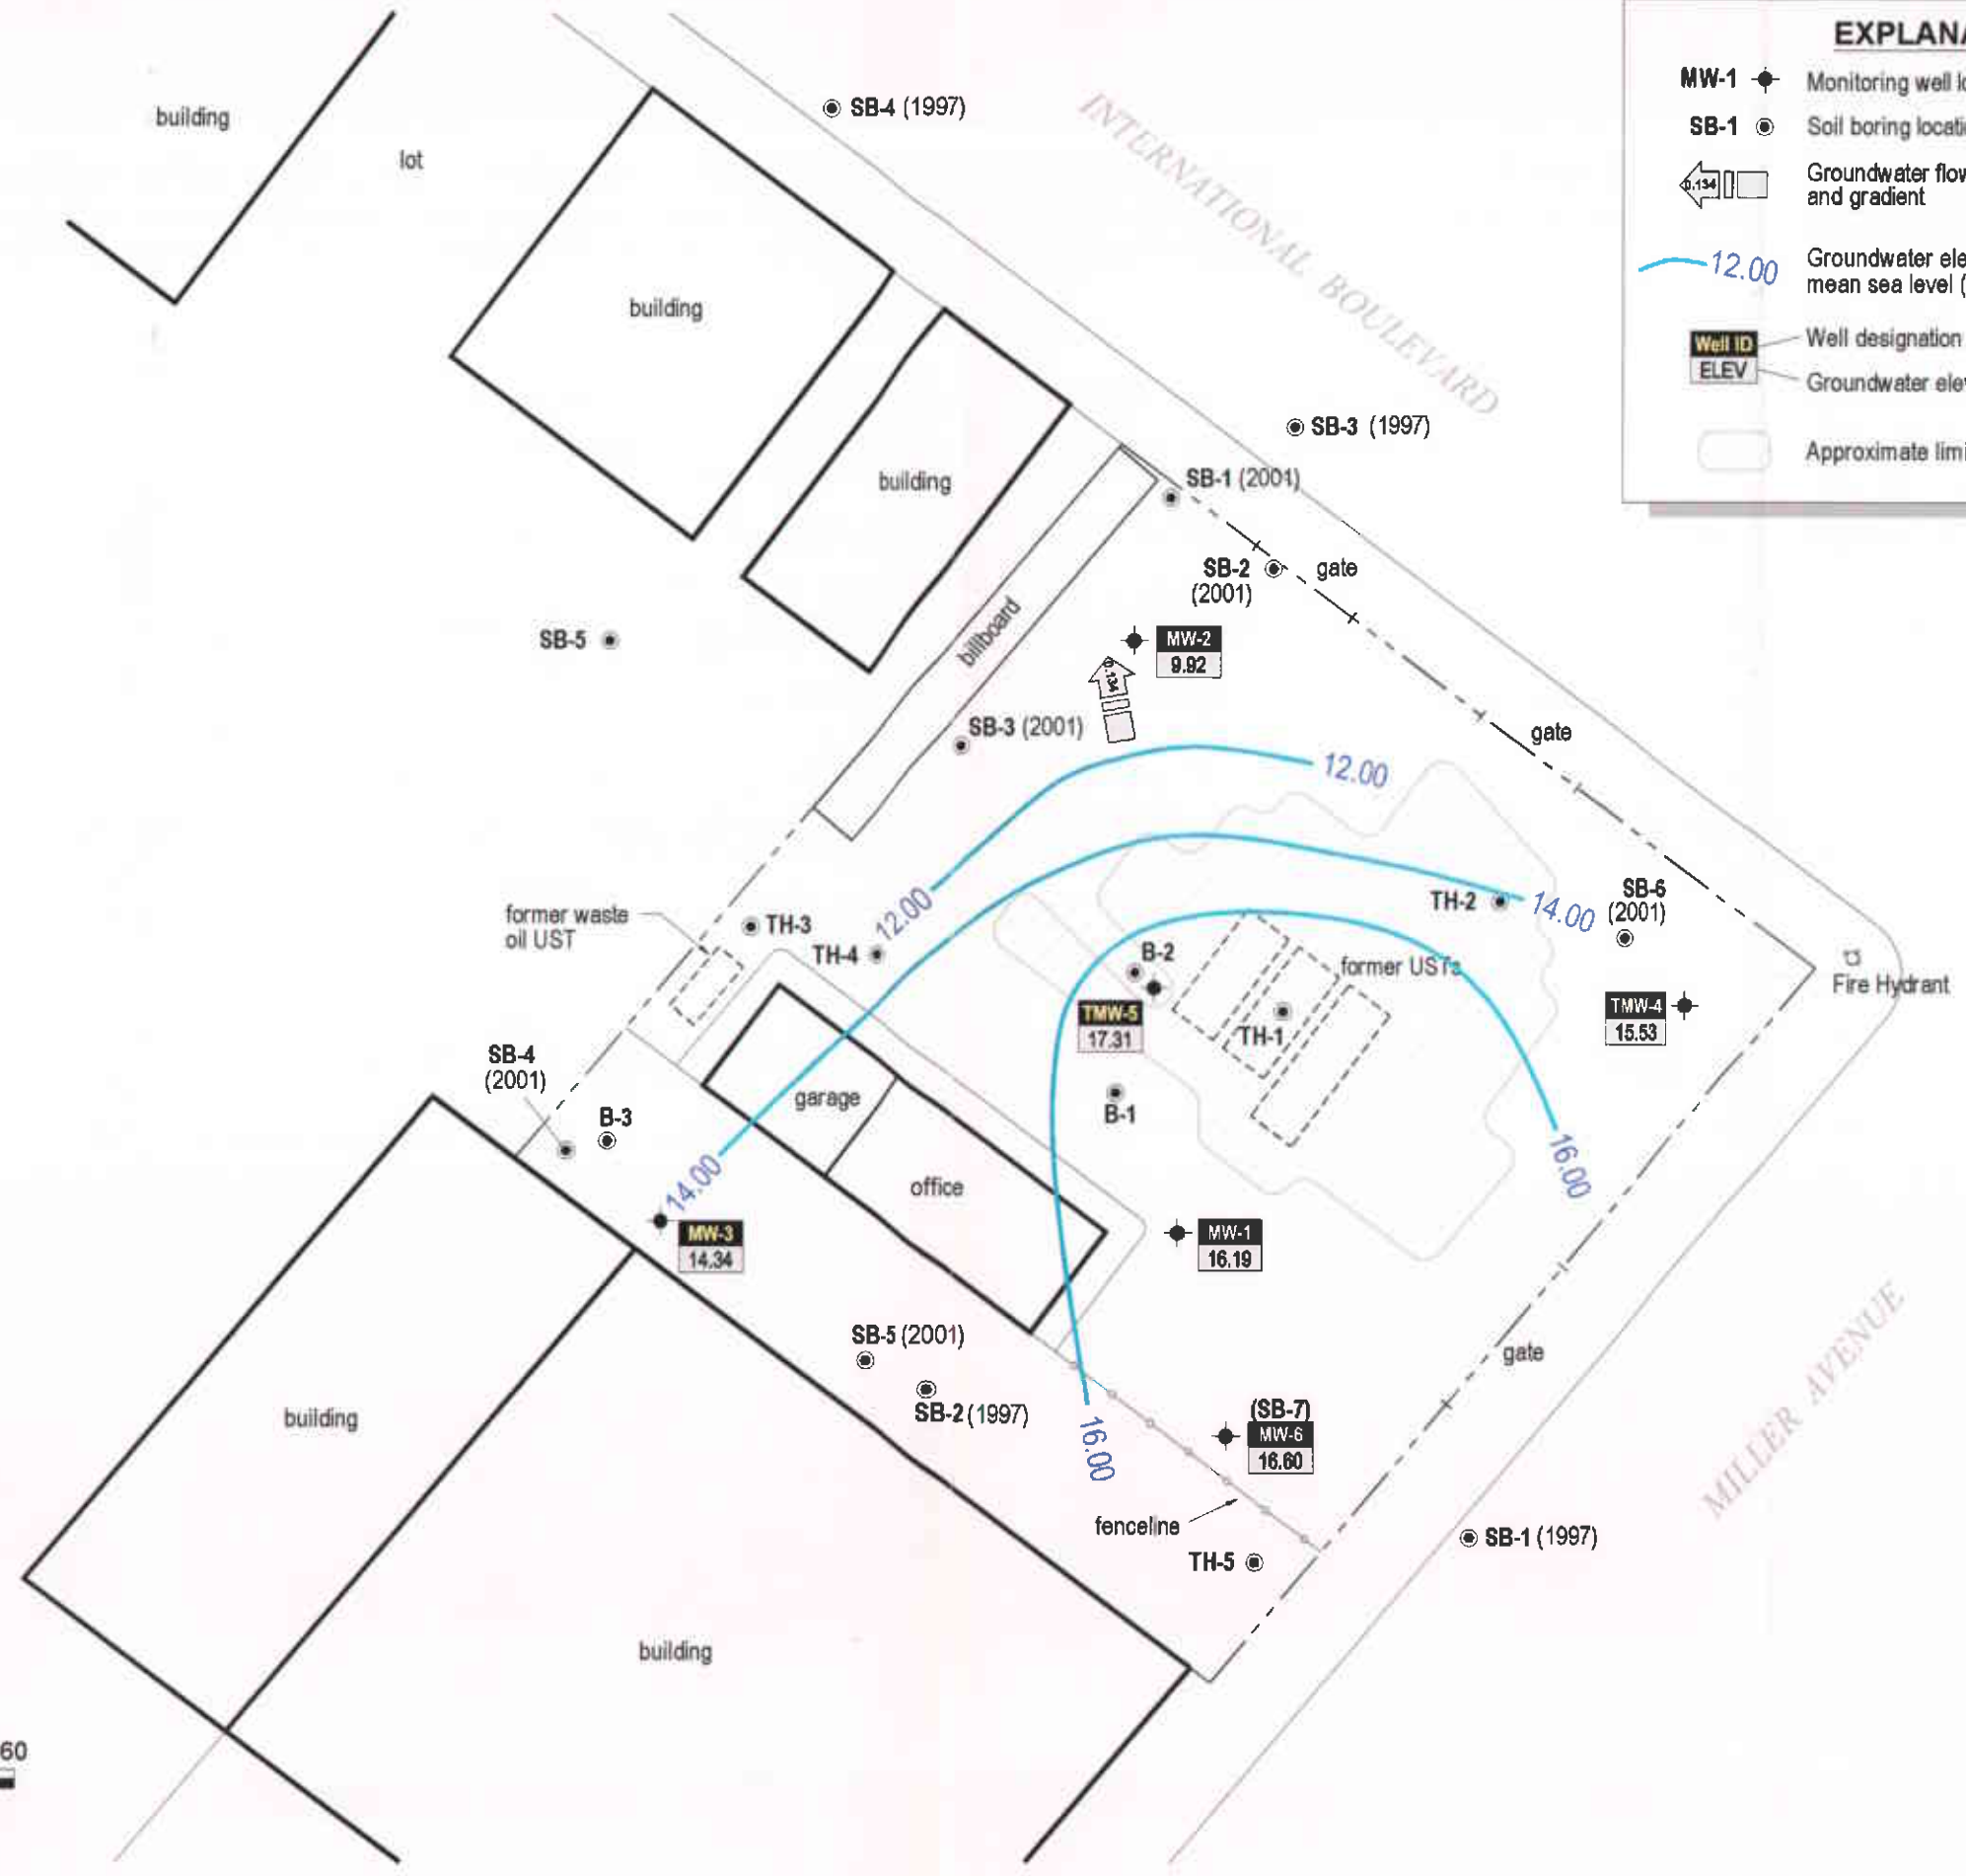 EXPLANA
MW-1 Monitoring well lo
SB-1 Soil boring locati
0.134 Groundwater flow
and gradient
12.00 Groundwater ele
mean sea level (
Well ID Well designation
ELEV Groundwater elev
Approximate limi
building
lot
SB-4 (1997)
INTERNATIONAL BOULEVARD
building
building
SB-3 (1997)
SB-1 (2001)
SB-2
(2001)
gate
billboard
SB-5
MW-2
9.92
0.134
SB-3 (2001)
gate
12.00
former waste
oil UST
TH-3
12.00
TH-4
TH-2
14.00
SB-6
(2001)
B-2
former USTs
Fire Hydrant
TMW-5
17.31
TH-1
TMW-4
15.53
SB-4
(2001)
B-3
garage
B-1
16.00
14.00
office
MW-3
14.34
MW-1
16.19
SB-5 (2001)
SB-2 (1997)
gate
MILLER AVENUE
building
16.00
(SB-7)
MW-6
16.60
fenceline
SB-1 (1997)
TH-5
building
60